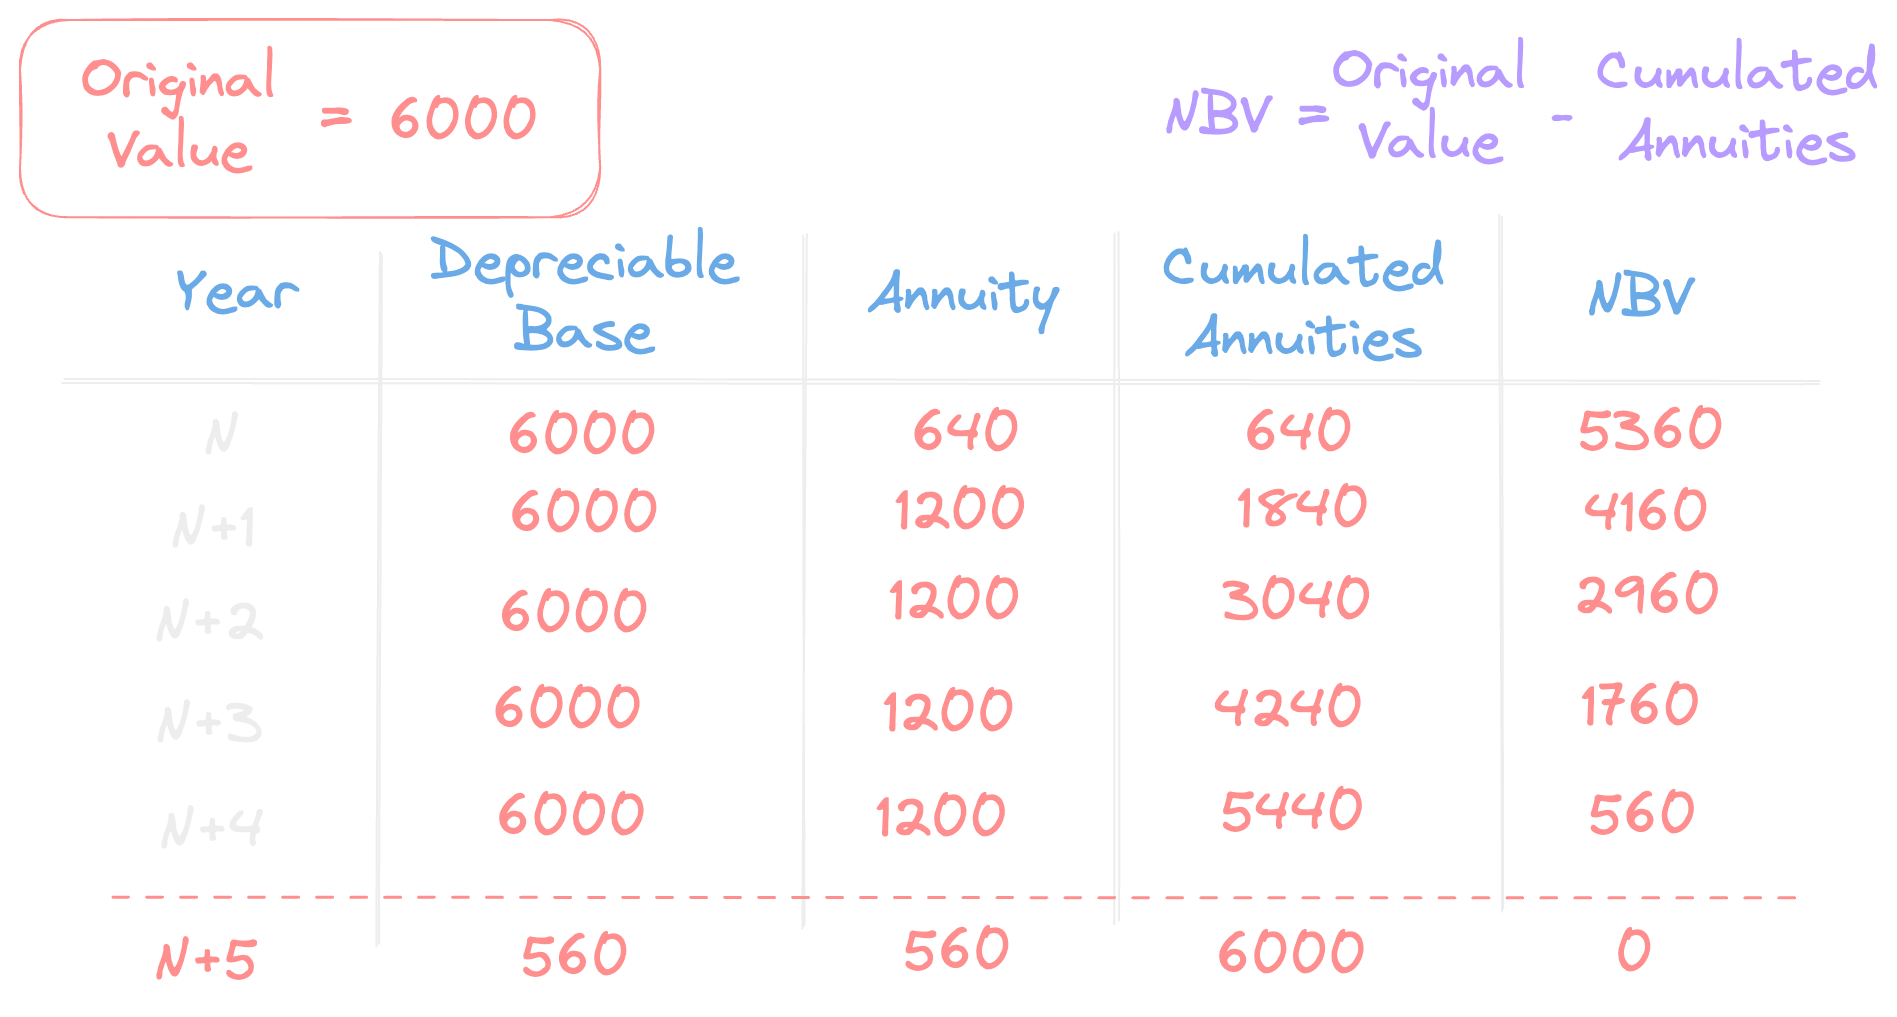 Original
Value = 6000
NBV = Original Value - Cumulated Annuities
Year Depreciable Base Annuity Cumulated Annuities NBV
N 6000 640 640 5360
N+1 6000 1200 1840 4160
N+2 6000 1200 3040 2960
N+3 6000 1200 4240 1760
N+4 6000 1200 5440 560
N+5 560 560 6000 0